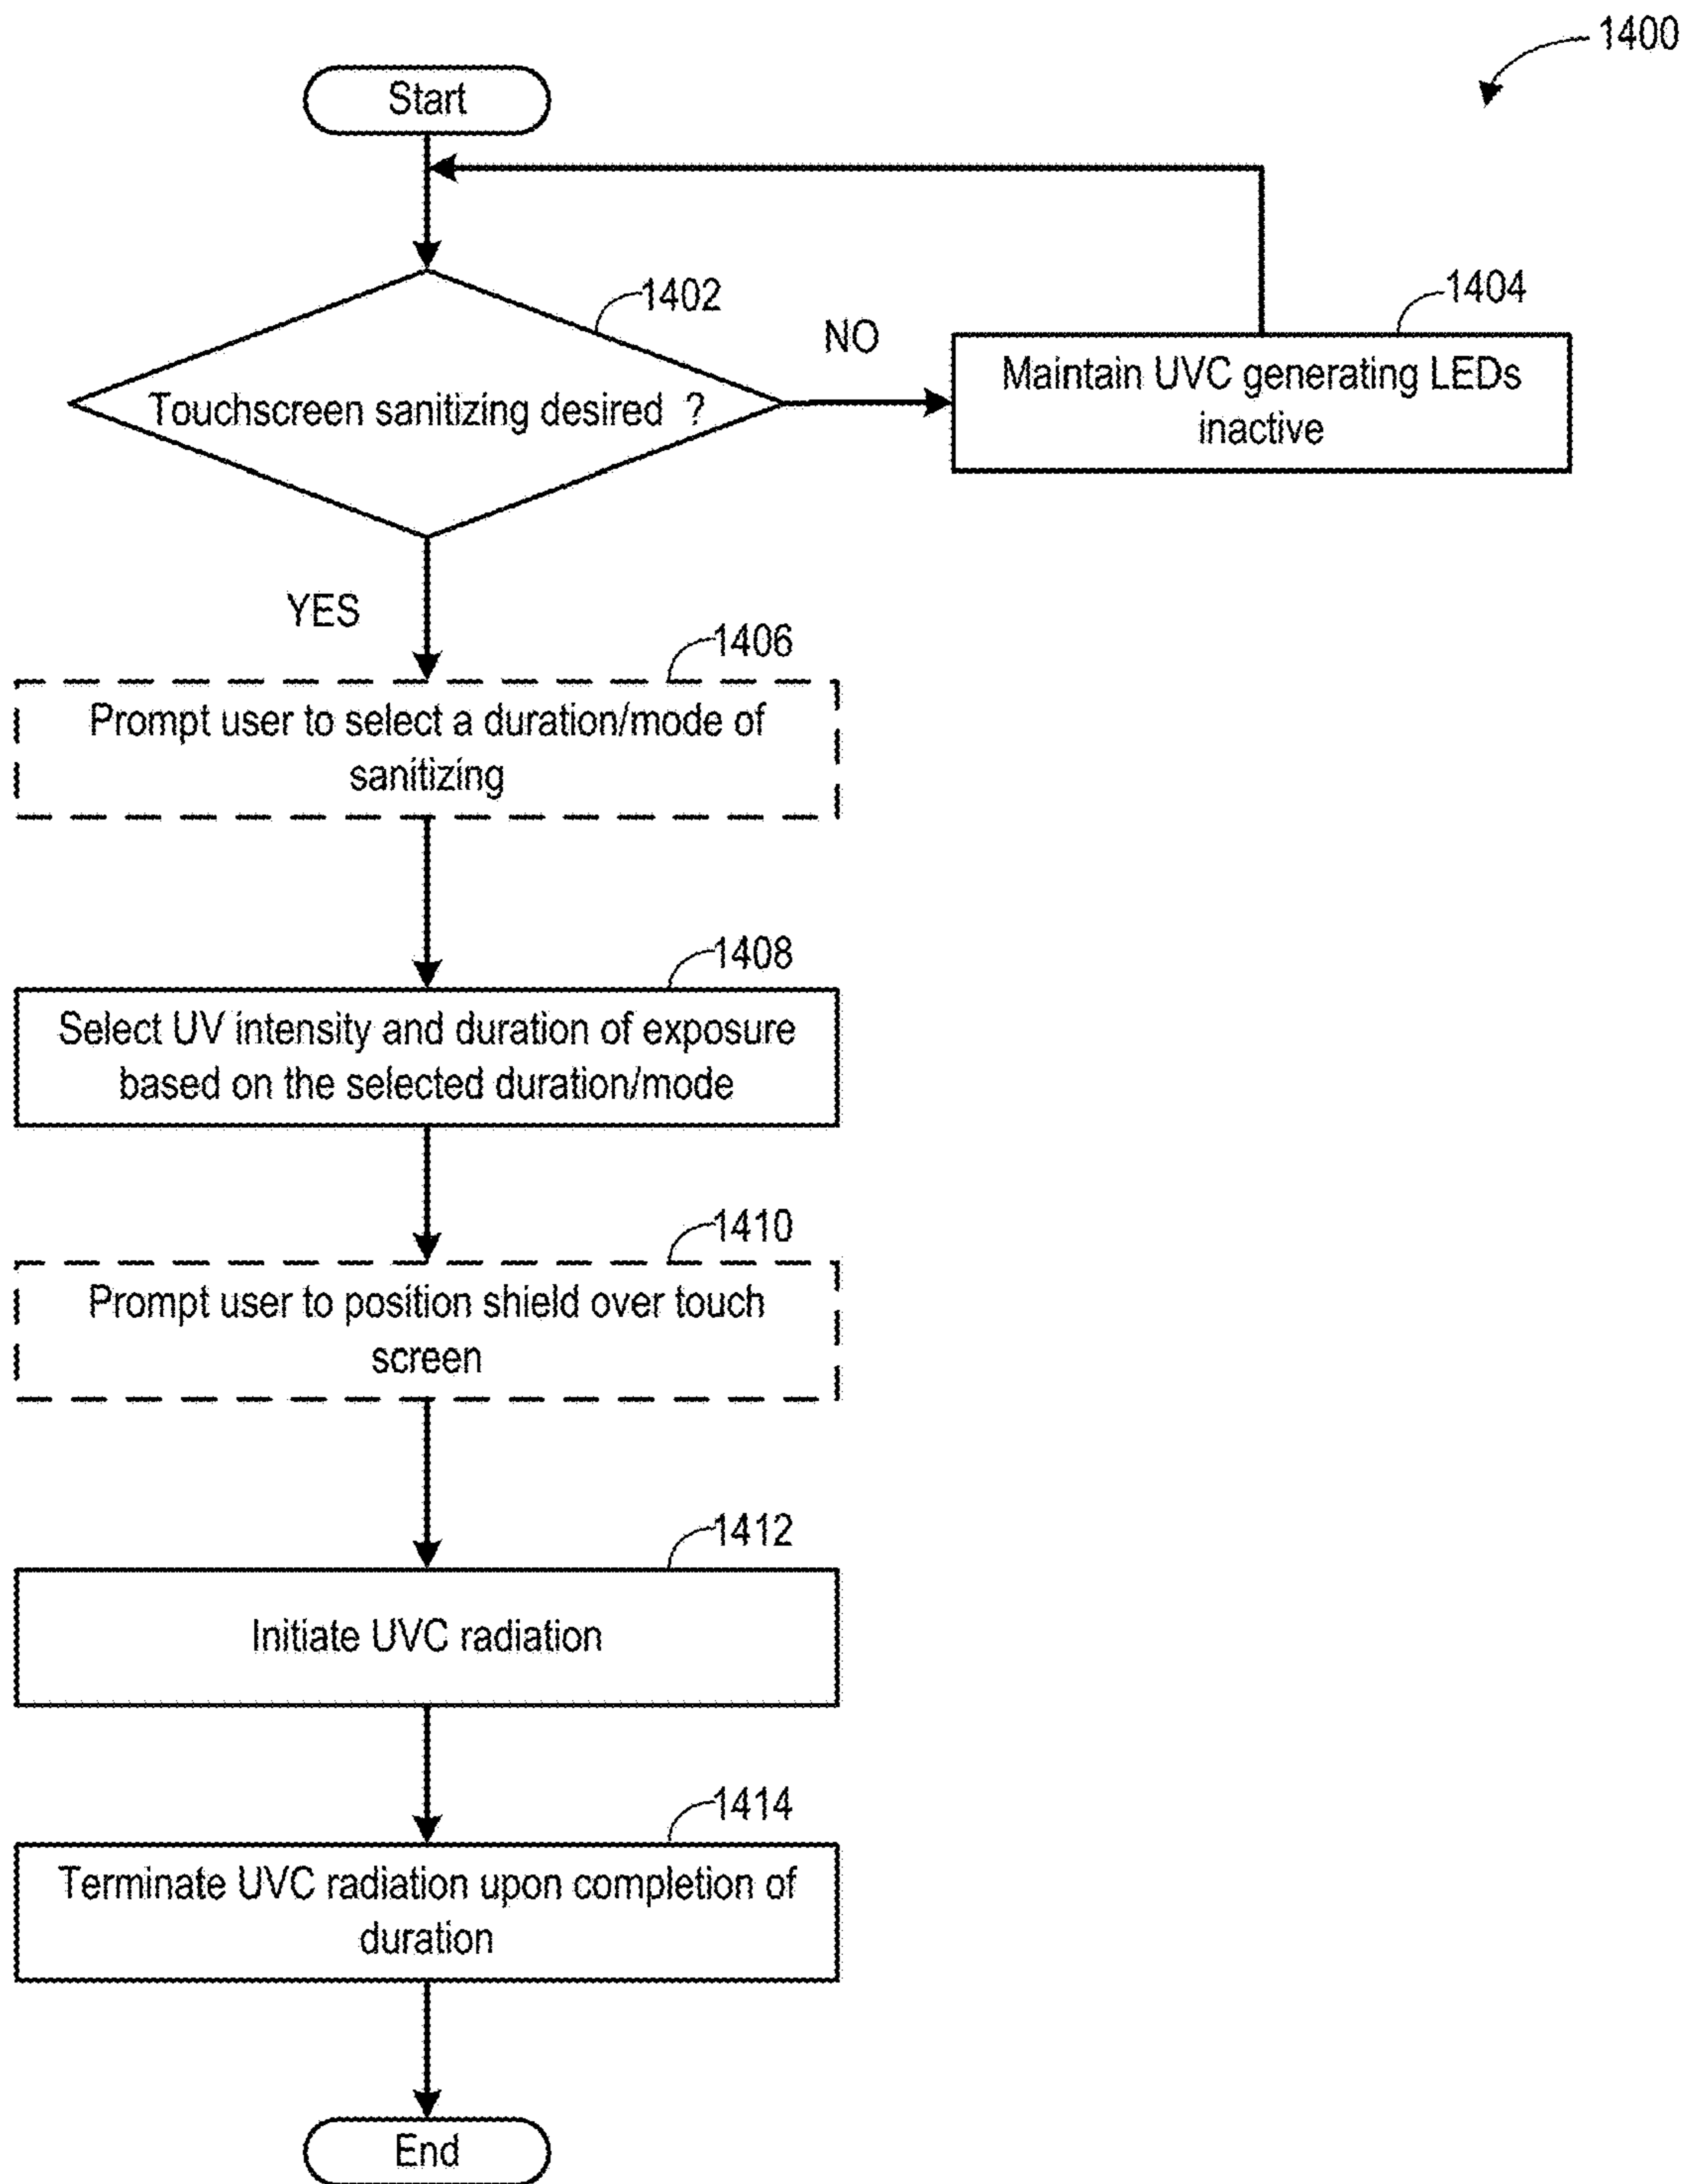 1400
Start
1402
Touchscreen sanitizing desired ?
NO
1404
Maintain UVC generating LEDs
inactive
YES
1406
Prompt user to select a duration/mode of
sanitizing
1408
Select UV intensity and duration of exposure
based on the selected duration/mode
1410
Prompt user to position shield over touch
screen
1412
Initiate UVC radiation
1414
Terminate UVC radiation upon completion of
duration
End